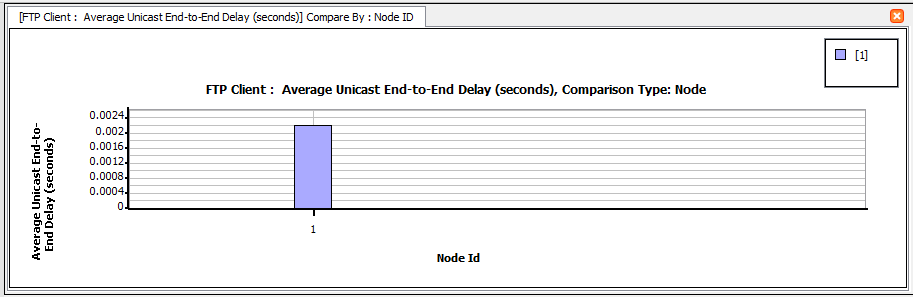 [FTP Client :  Average Unicast End-to-End Delay (seconds)] Compare By : Node ID
[1]
FTP Client :  Average Unicast End-to-End Delay (seconds), Comparison Type: Node
Average Unicast End-to-
End Delay (seconds)
0.0024
0.002
0.0016
0.0012
0.0008
0.0004
0
1
Node Id